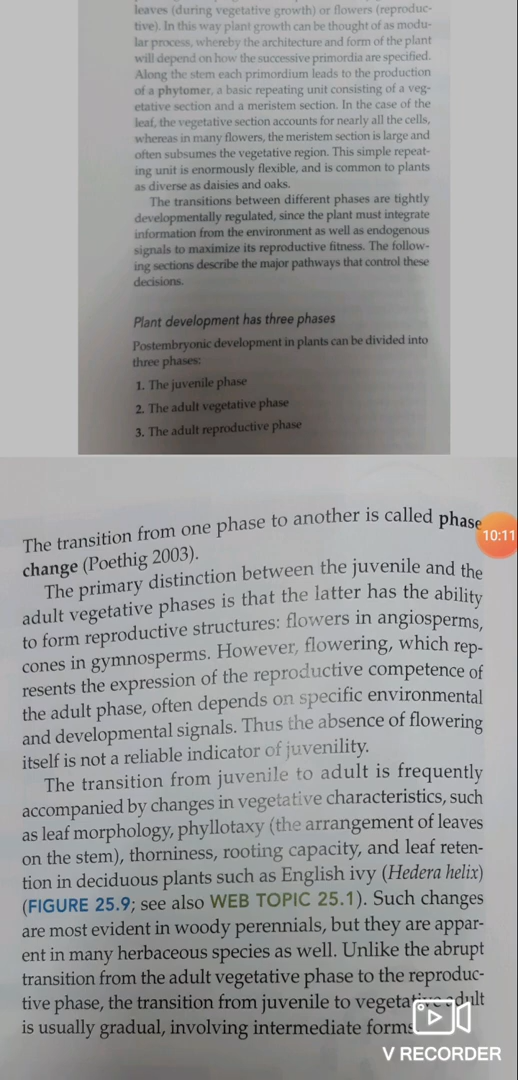 leaves (during vegetative growth) or flowers (reproduc-
tive). In this way plant growth can be thought of as modu-
lar process, whereby the architecture and form of the plant
will depend on how the successive primordia are specified.
Along the stem each primordium leads to the production
of a phytomer, a basic repeating unit consisting of a veg-
etative section and a meristem section. In the case of the
leaf, the vegetative section accounts for nearly all the cells,
whereas in many flowers, the meristem section is large and
often subsumes the vegetative region. This simple repeat-
ing unit is enormously flexible, and is common to plants
as diverse as daisies and oaks.
The transitions between different phases are tightly
developmentally regulated, since the plant must integrate
information from the environment as well as endogenous
signals to maximize its reproductive fitness. The follow-
ing sections describe the major pathways that control these
decisions.
Plant development has three phases
Postembryonic development in plants can be divided into
three phases:
1. The juvenile phase
2. The adult vegetative phase
3. The adult reproductive phase
The transition from one phase to another is called phase
10:11
change (Poethig 2003).
The primary distinction between the juvenile and the
adult vegetative phases is that the latter has the ability
to form reproductive structures: flowers in angiosperms,
cones in gymnosperms. However, flowering, which rep-
resents the expression of the reproductive competence of
the adult phase, often depends on specific environmental
and developmental signals. Thus the absence of flowering
itself is not a reliable indicator of juvenility.
The transition from juvenile to adult is frequently
accompanied by changes in vegetative characteristics, such
as leaf morphology, phyllotaxy (the arrangement of leaves
on the stem), thorniness, rooting capacity, and leaf reten-
tion in deciduous plants such as English ivy (Hedera helix)
(FIGURE 25.9; see also WEB TOPIC 25.1). Such changes
are most evident in woody perennials, but they are appar-
ent in many herbaceous species as well. Unlike the abrupt
transition from the adult vegetative phase to the reproduc-
tive phase, the transition from juvenile to vegetative adult
is usually gradual, involving intermediate forms
V RECORDER